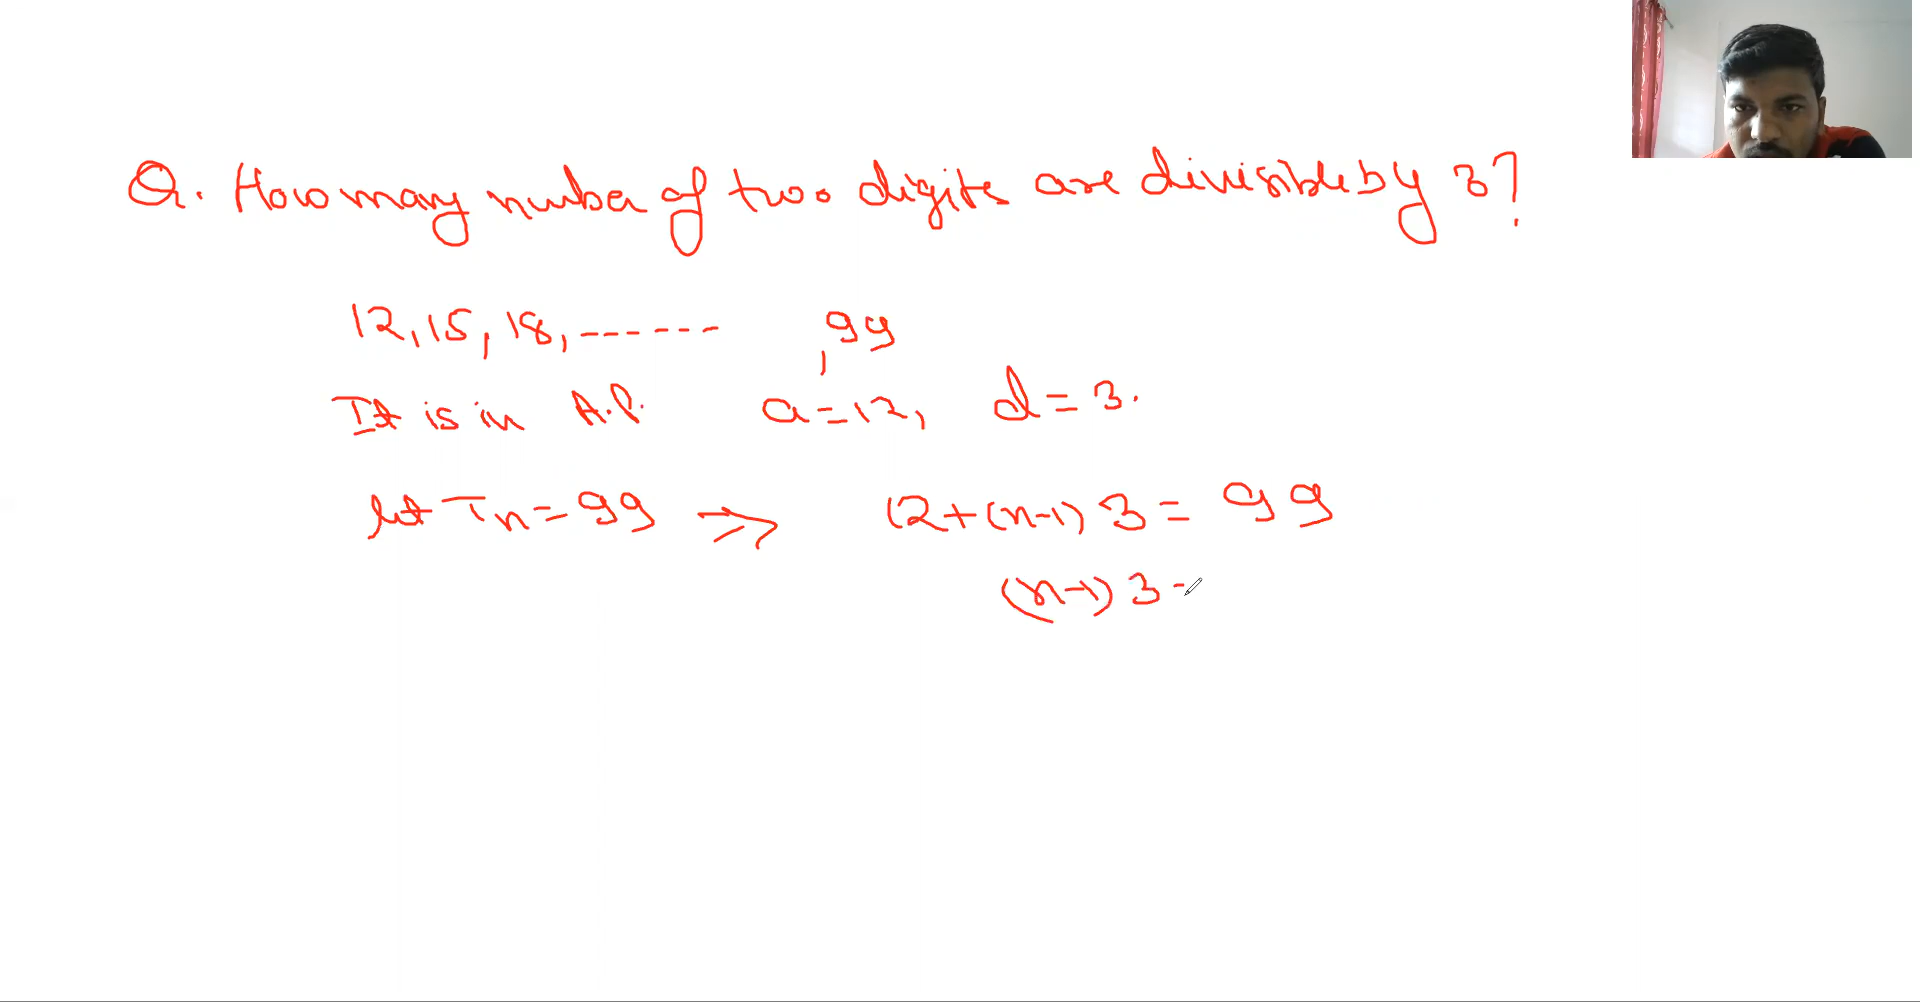 Q. How many number of two digits are divisible by 3?
12, 15, 18, ------ , 99
It is in A.P. a=12, d=3.
let Tn=99 => 12+(n-1)3=99
(n-1)3=